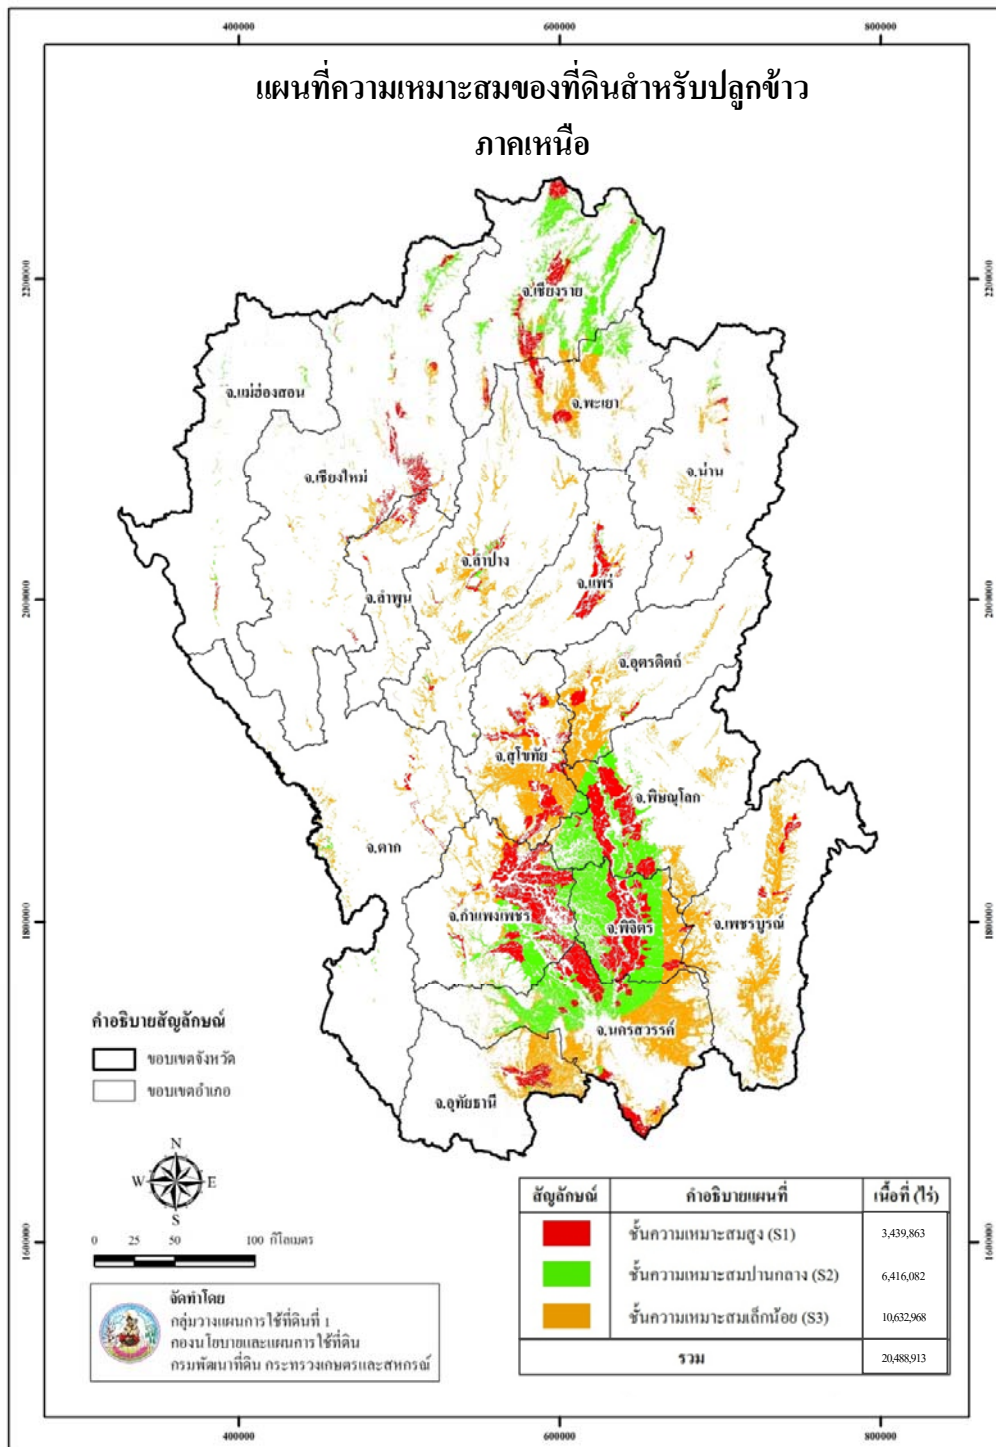 400000 600000 800000
แผนที่ความเหมาะสมของที่ดินสำหรับปลูกข้าว
ภาคเหนือ
2200000 2200000
จ.เชียงราย
จ.แม่ฮ่องสอน
จ.พะเยา
จ.เชียงใหม่
จ.น่าน
จ.ลำปาง
จ.แพร่
จ.ลำพูน
2000000 2000000
จ.อุตรดิตถ์
จ.สุโขทัย
จ.พิษณุโลก
จ.ตาก
จ.กำแพงเพชร
จ.พิจิตร
จ.เพชรบูรณ์
1800000 1800000
จ.นครสวรรค์
จ.อุทัยธานี
คำอธิบายสัญลักษณ์
ขอบเขตจังหวัด
ขอบเขตอำเภอ
N
W E
S
0 25 50 100 กิโลเมตร
จัดทำโดย
กลุ่มวางแผนการใช้ที่ดินที่ 1
กองนโยบายและแผนการใช้ที่ดิน
กรมพัฒนาที่ดิน กระทรวงเกษตรและสหกรณ์
สัญลักษณ์ คำอธิบายแผนที่ เนื้อที่ (ไร่)
ชั้นความเหมาะสมสูง (S1) 3,439,863
ชั้นความเหมาะสมปานกลาง (S2) 6,416,082
ชั้นความเหมาะสมเล็กน้อย (S3) 10,632,968
รวม 20,488,913
1600000 1600000
400000 600000 800000